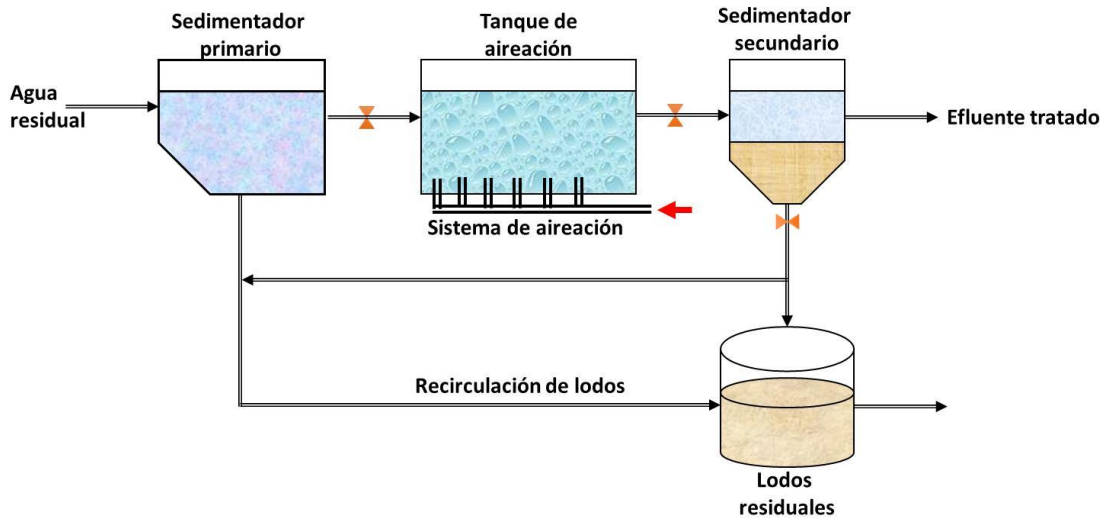 Sedimentador
primario
Tanque de
aireación
Sedimentador
secundario
Agua
residual
Efluente tratado
Sistema de aireación
Recirculación de lodos
Lodos
residuales